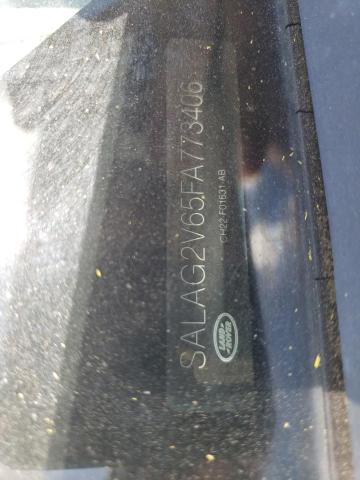 SALAG2V65FA773406
CH22-F01631-AB
LAND ROVER